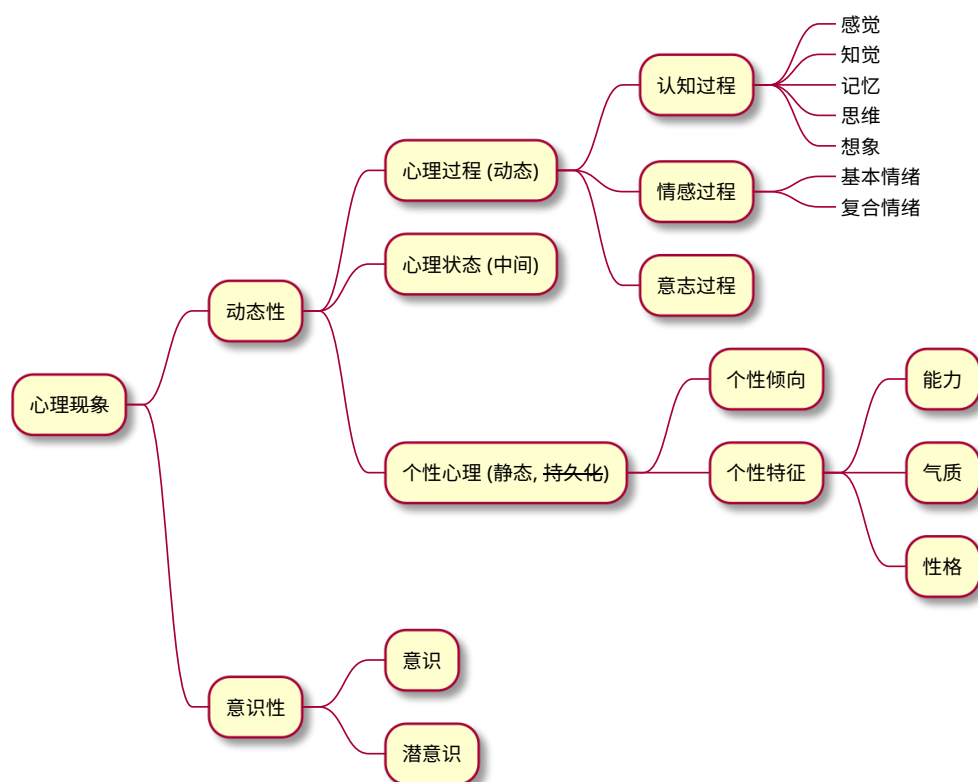 心理现象
动态性
心理过程 (动态)
认知过程
感觉
知觉
记忆
思维
想象
情感过程
基本情绪
复合情绪
意志过程
心理状态 (中间)
个性心理 (静态, 持久化)
个性倾向
个性特征
能力
气质
性格
意识性
意识
潜意识